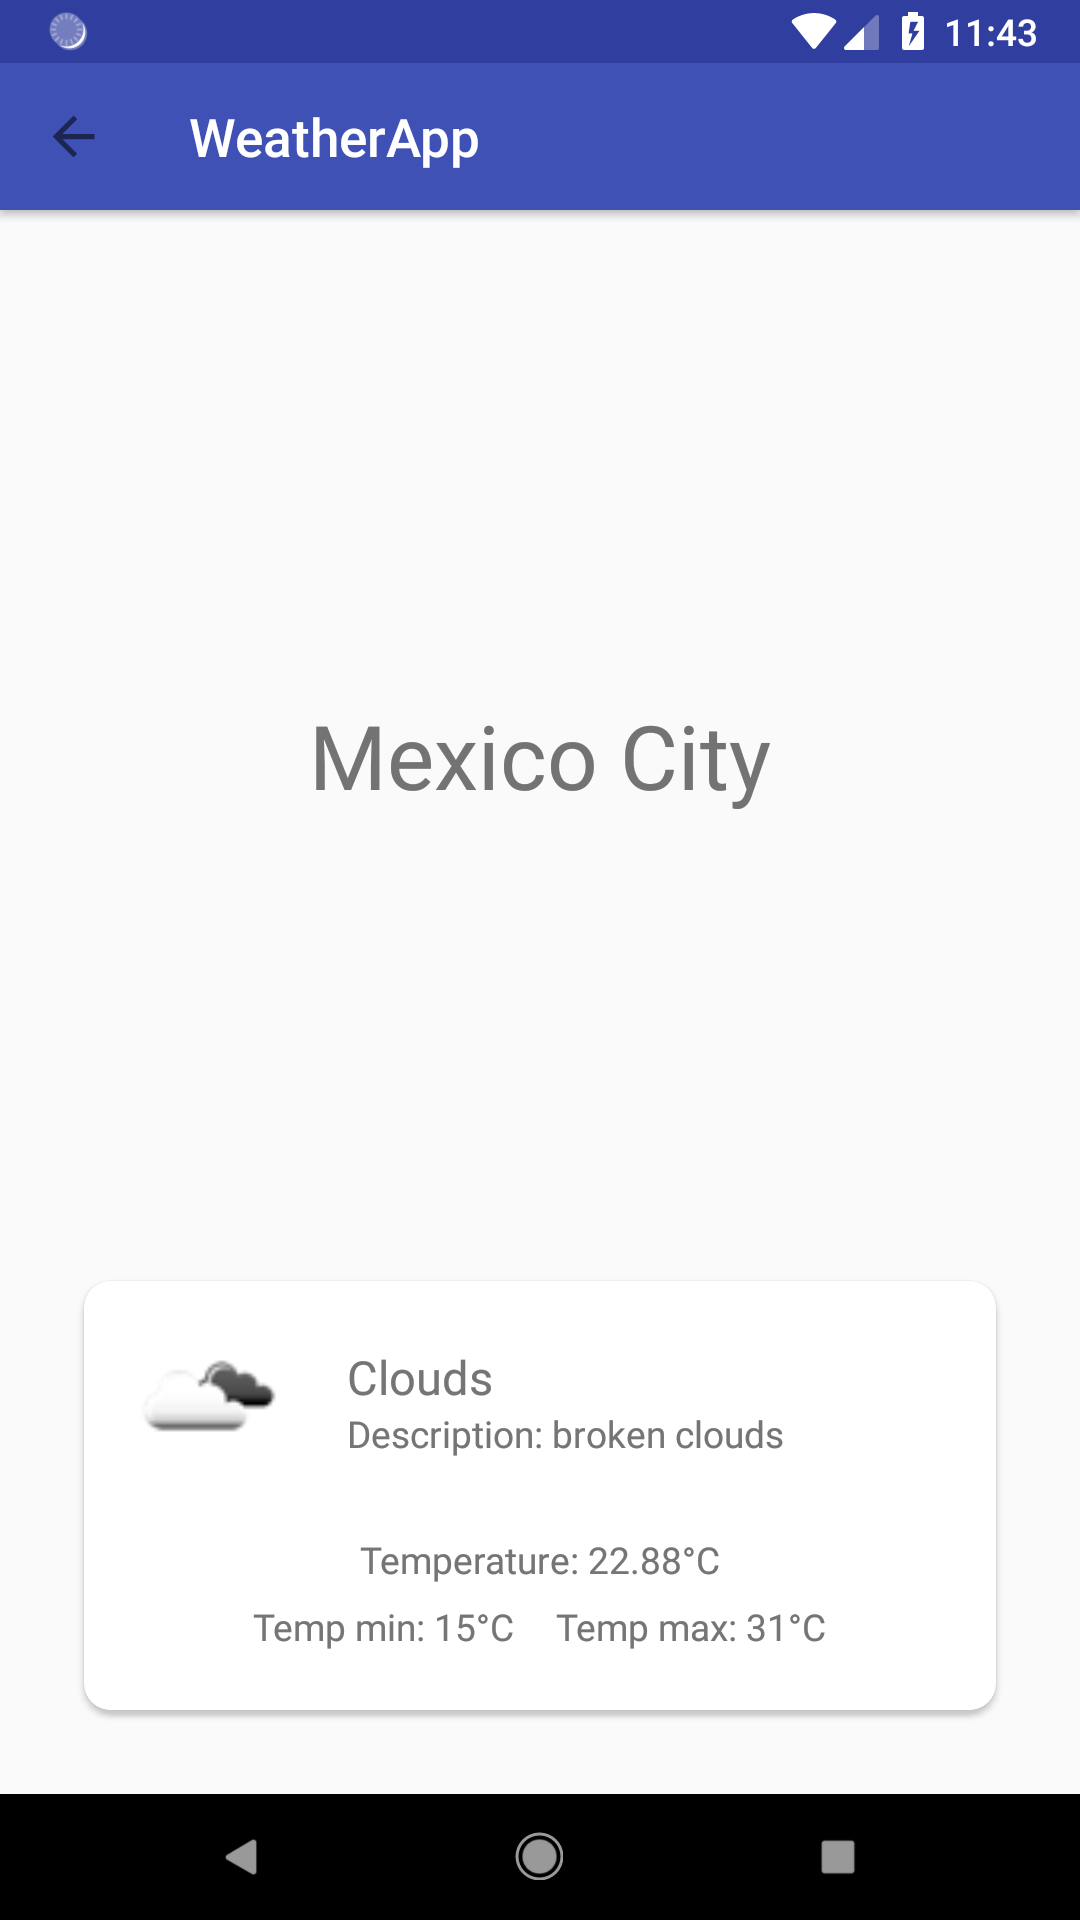 11:43
WeatherApp
Mexico City
Clouds
Description: broken clouds
Temperature: 22.88°C
Temp min: 15°C Temp max: 31°C